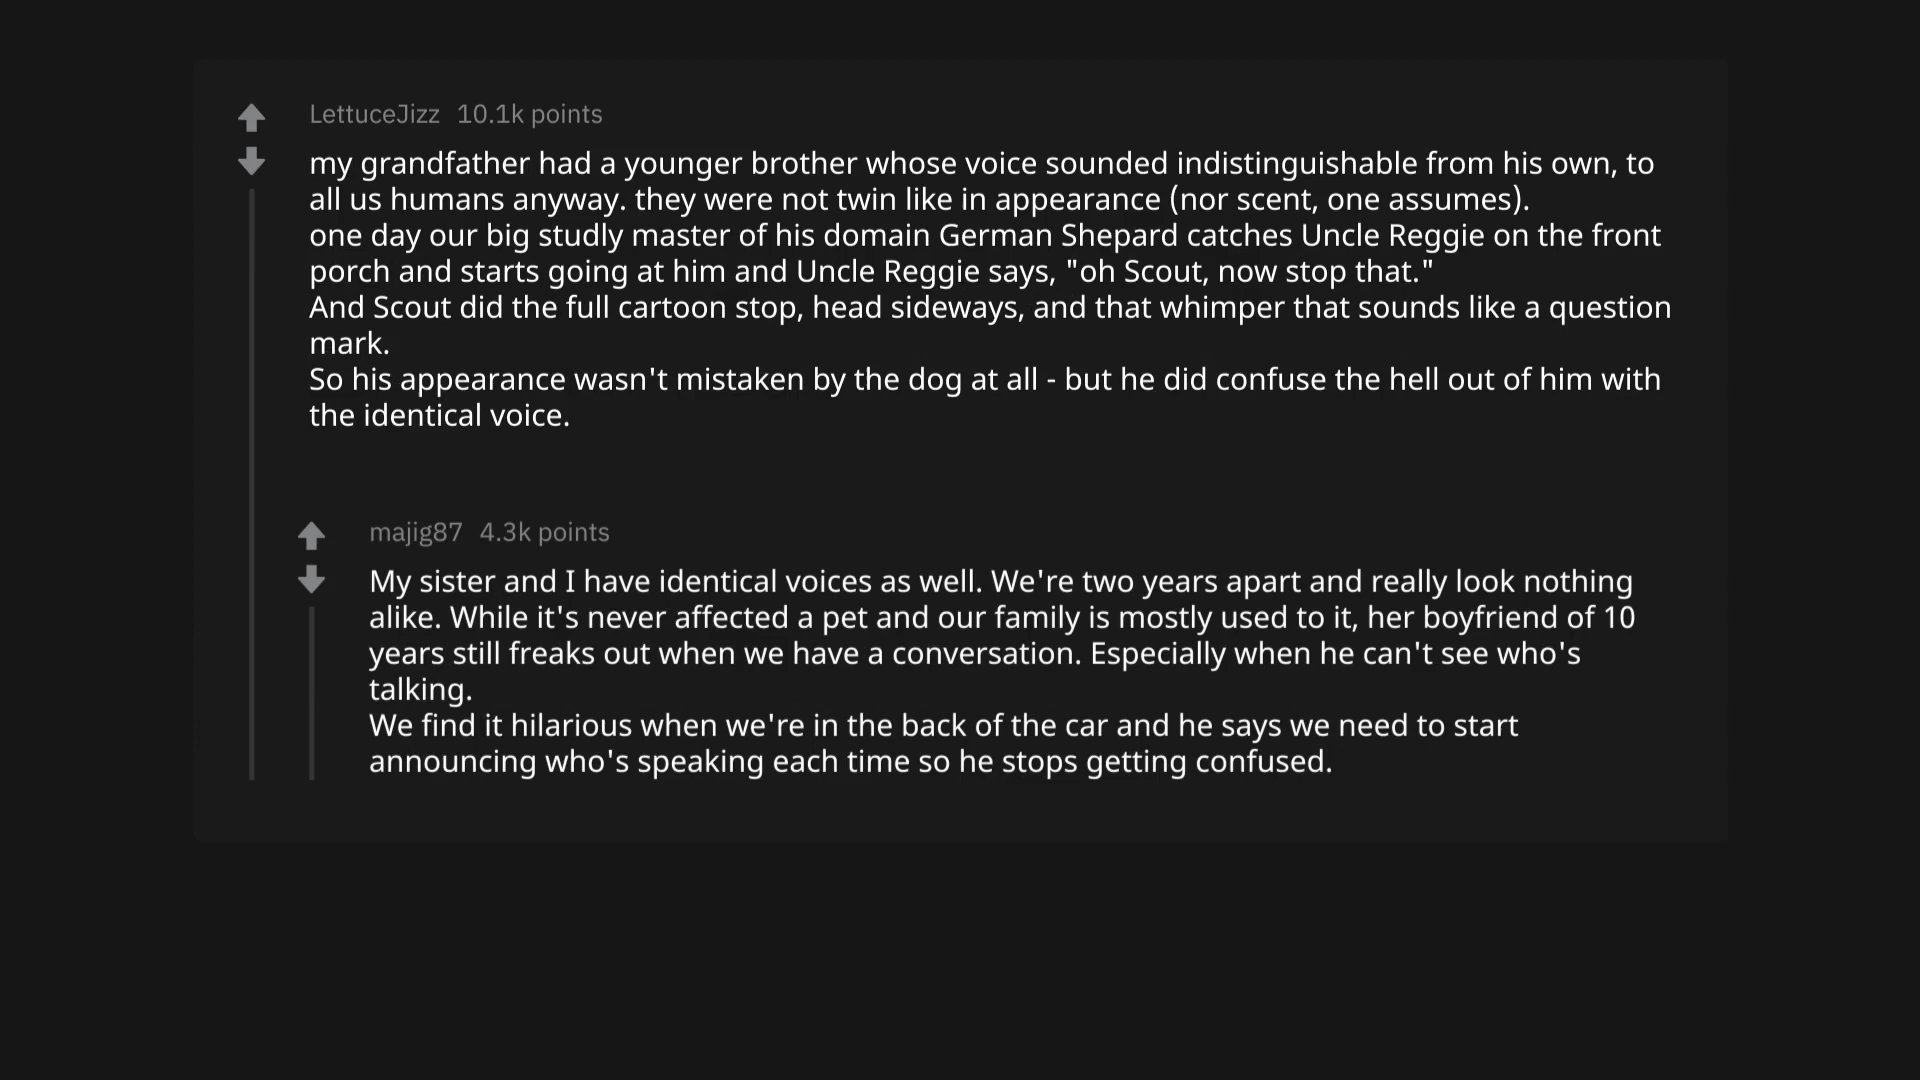 LettuceJizz 10.1k points
my grandfather had a younger brother whose voice sounded indistinguishable from his own, to
all us humans anyway. they were not twin like in appearance (nor scent, one assumes).
one day our big studly master of his domain German Shepard catches Uncle Reggie on the front
porch and starts going at him and Uncle Reggie says, "oh Scout, now stop that."
And Scout did the full cartoon stop, head sideways, and that whimper that sounds like a question
mark.
So his appearance wasn't mistaken by the dog at all - but he did confuse the hell out of him with
the identical voice.
majig87 4.3k points
My sister and I have identical voices as well. We're two years apart and really look nothing
alike. While it's never affected a pet and our family is mostly used to it, her boyfriend of 10
years still freaks out when we have a conversation. Especially when he can't see who's
talking.
We find it hilarious when we're in the back of the car and he says we need to start
announcing who's speaking each time so he stops getting confused.